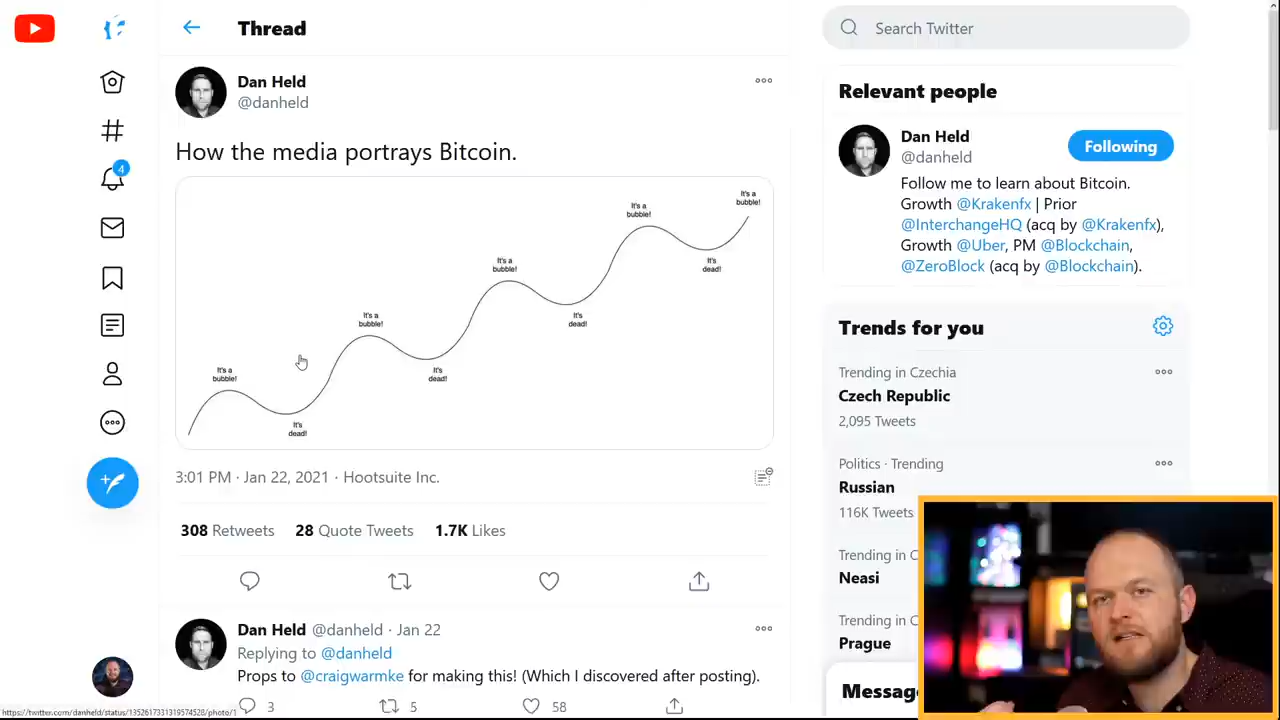 Thread
Dan Held
@danheld
How the media portrays Bitcoin.
It's a
bubble!
It's
dead!
It's a
bubble!
It's
dead!
It's a
bubble!
It's
dead!
It's a
bubble!
It's
dead!
It's a
bubble!
3:01 PM · Jan 22, 2021 · Hootsuite Inc.
308 Retweets 28 Quote Tweets 1.7K Likes
Dan Held @danheld · Jan 22
Replying to @danheld
Props to @craigwarmke for making this! (Which I discovered after posting).
3 5 58
4
Search Twitter
Relevant people
Dan Held
@danheld
Following
Follow me to learn about Bitcoin.
Growth @Krakenfx | Prior
@InterchangeHQ (acq by @Krakenfx),
Growth @Uber, PM @Blockchain,
@ZeroBlock (acq by @Blockchain).
Trends for you
Trending in Czechia
Czech Republic
2,095 Tweets
Politics · Trending
Russian
116K Tweets
Trending in C
Neasi
Trending in C
Prague
Message